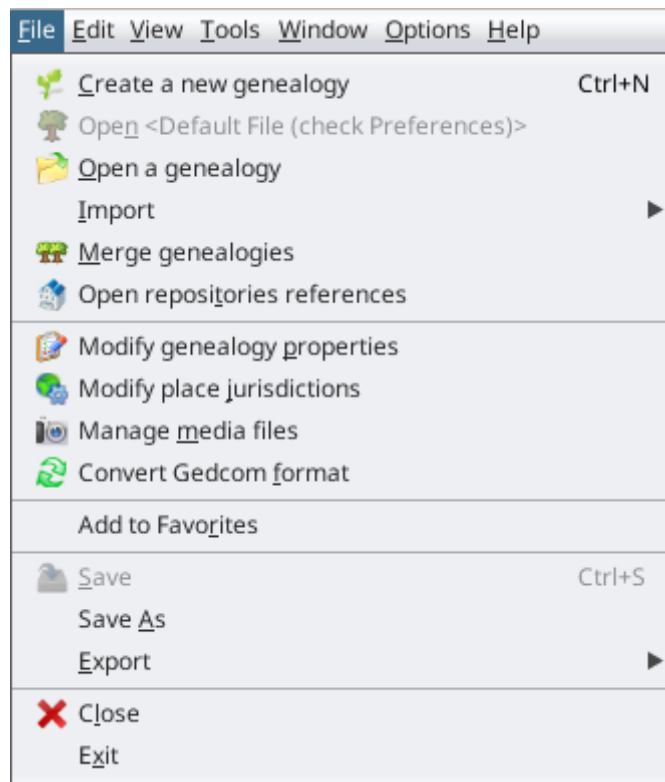 File Edit View Tools Window Options Help
Create a new genealogy Ctrl+N
Open <Default File (check Preferences)>
Open a genealogy
Import
Merge genealogies
Open repositories references
Modify genealogy properties
Modify place jurisdictions
Manage media files
Convert Gedcom format
Add to Favorites
Save Ctrl+S
Save As
Export
Close
Exit